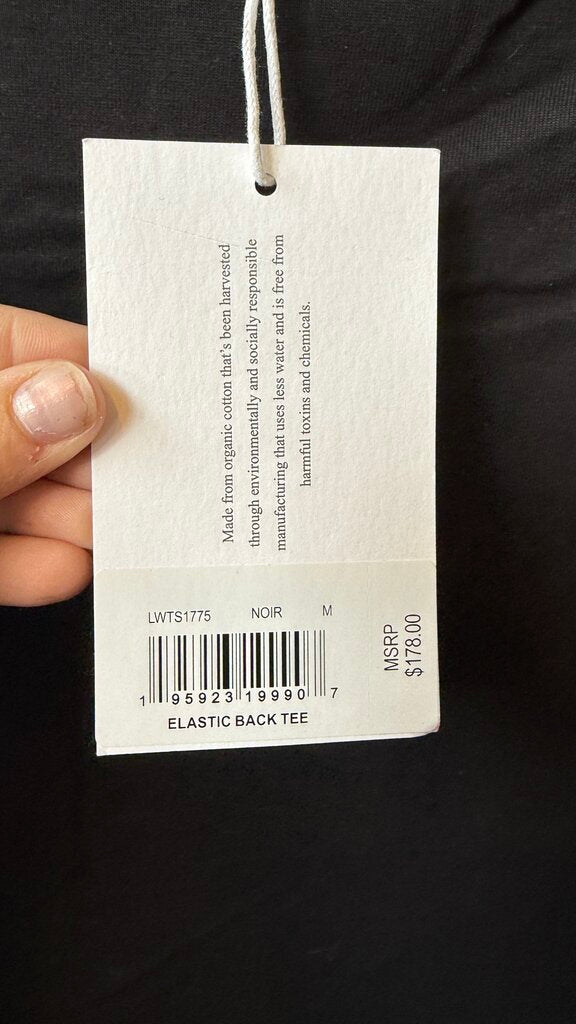 Made from organic cotton that's been harvested
through environmentally and socially responsible
manufacturing that uses less water and is free from
harmful toxins and chemicals.
LWTS1775 NOIR M
1 95923 19990 7
ELASTIC BACK TEE
MSRP
$178.00